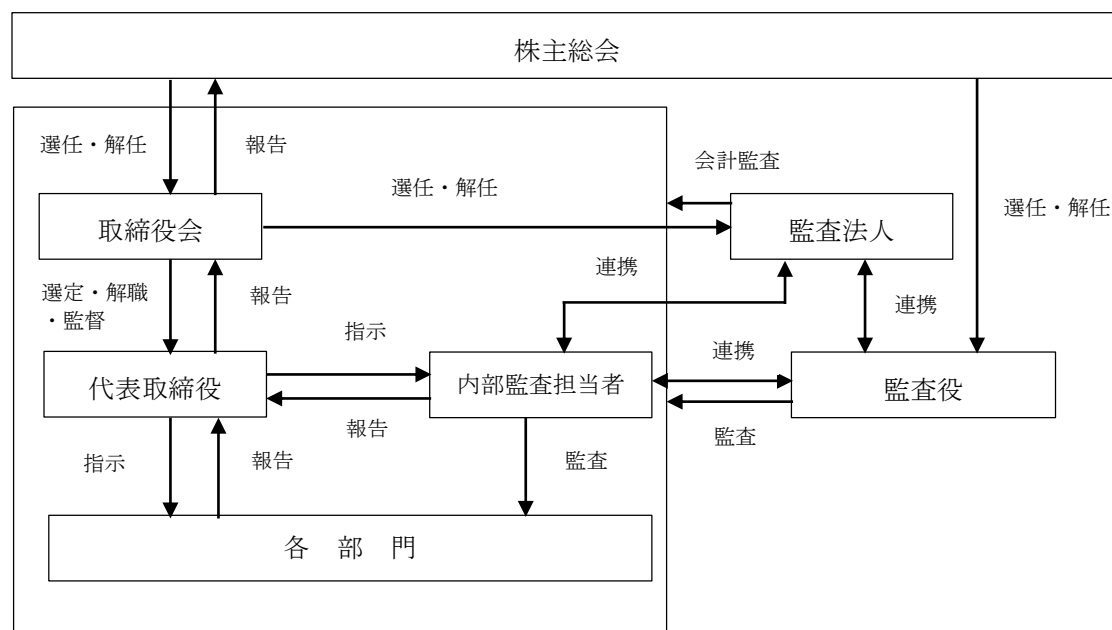 株主総会
選任・解任
報告
選任・解任
会計監査
選任・解任
取締役会
監査法人
選定・解職
・監督
報告
連携
連携
指示
連携
代表取締役
内部監査担当者
監査役
報告
監査
指示
報告
監査
各 部 門